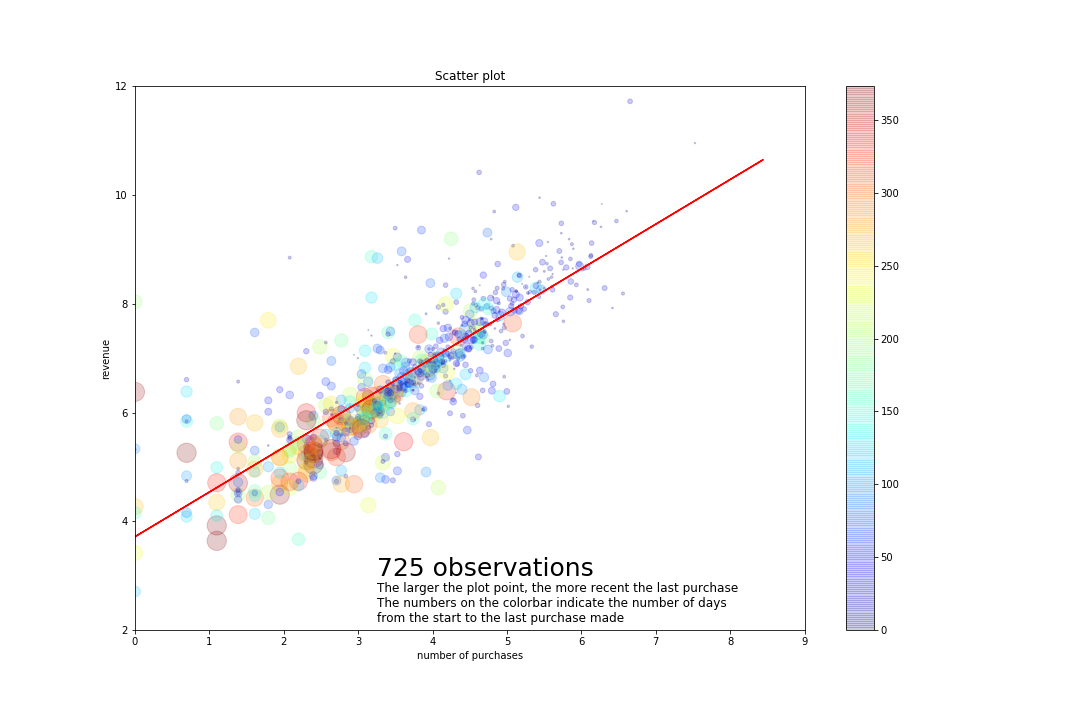 Scatter plot
12
10
8
6
4
2
revenue
0 1 2 3 4 5 6 7 8 9
number of purchases
725 observations
The larger the plot point, the more recent the last purchase
The numbers on the colorbar indicate the number of days
from the start to the last purchase made
350
300
250
200
150
100
50
0